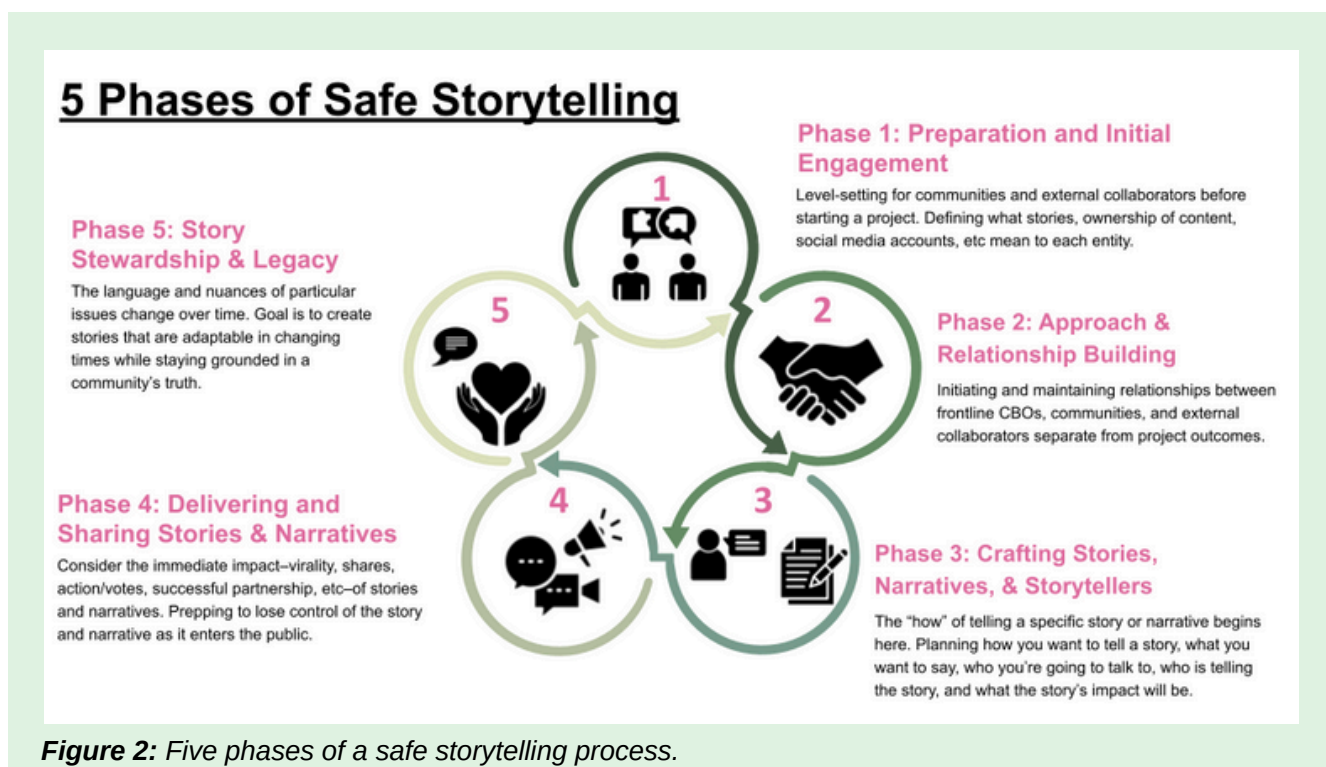 5 Phases of Safe Storytelling
1
Phase 1: Preparation and Initial
Engagement
Level-setting for communities and external collaborators before
starting a project. Defining what stories, ownership of content,
social media accounts, etc mean to each entity.
2
Phase 2: Approach &
Relationship Building
Initiating and maintaining relationships between
frontline CBOs, communities, and external
collaborators separate from project outcomes.
3
Phase 3: Crafting Stories,
Narratives, & Storytellers
The “how” of telling a specific story or narrative begins
here. Planning how you want to tell a story, what you
want to say, who you’re going to talk to, who is telling
the story, and what the story’s impact will be.
4
Phase 4: Delivering and
Sharing Stories & Narratives
Consider the immediate impact–virality, shares,
action/votes, successful partnership, etc–of stories
and narratives. Prepping to lose control of the story
and narrative as it enters the public.
5
Phase 5: Story
Stewardship & Legacy
The language and nuances of particular
issues change over time. Goal is to create
stories that are adaptable in changing
times while staying grounded in a
community’s truth.
Figure 2: Five phases of a safe storytelling process.